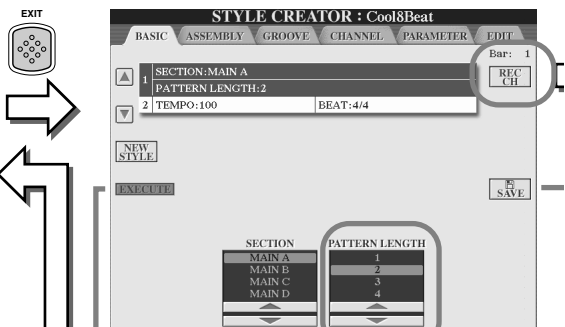 EXIT
STYLE CREATOR : Cool8Beat
BASIC ASSEMBLY GROOVE CHANNEL PARAMETER EDIT
Bar: 1
1 SECTION:MAIN A
PATTERN LENGTH:2
2 TEMPO:100 BEAT:4/4
REC
CH
NEW
STYLE
EXECUTE
SAVE
SECTION
MAIN A
MAIN B
MAIN C
MAIN D
PATTERN LENGTH
1
2
3
4